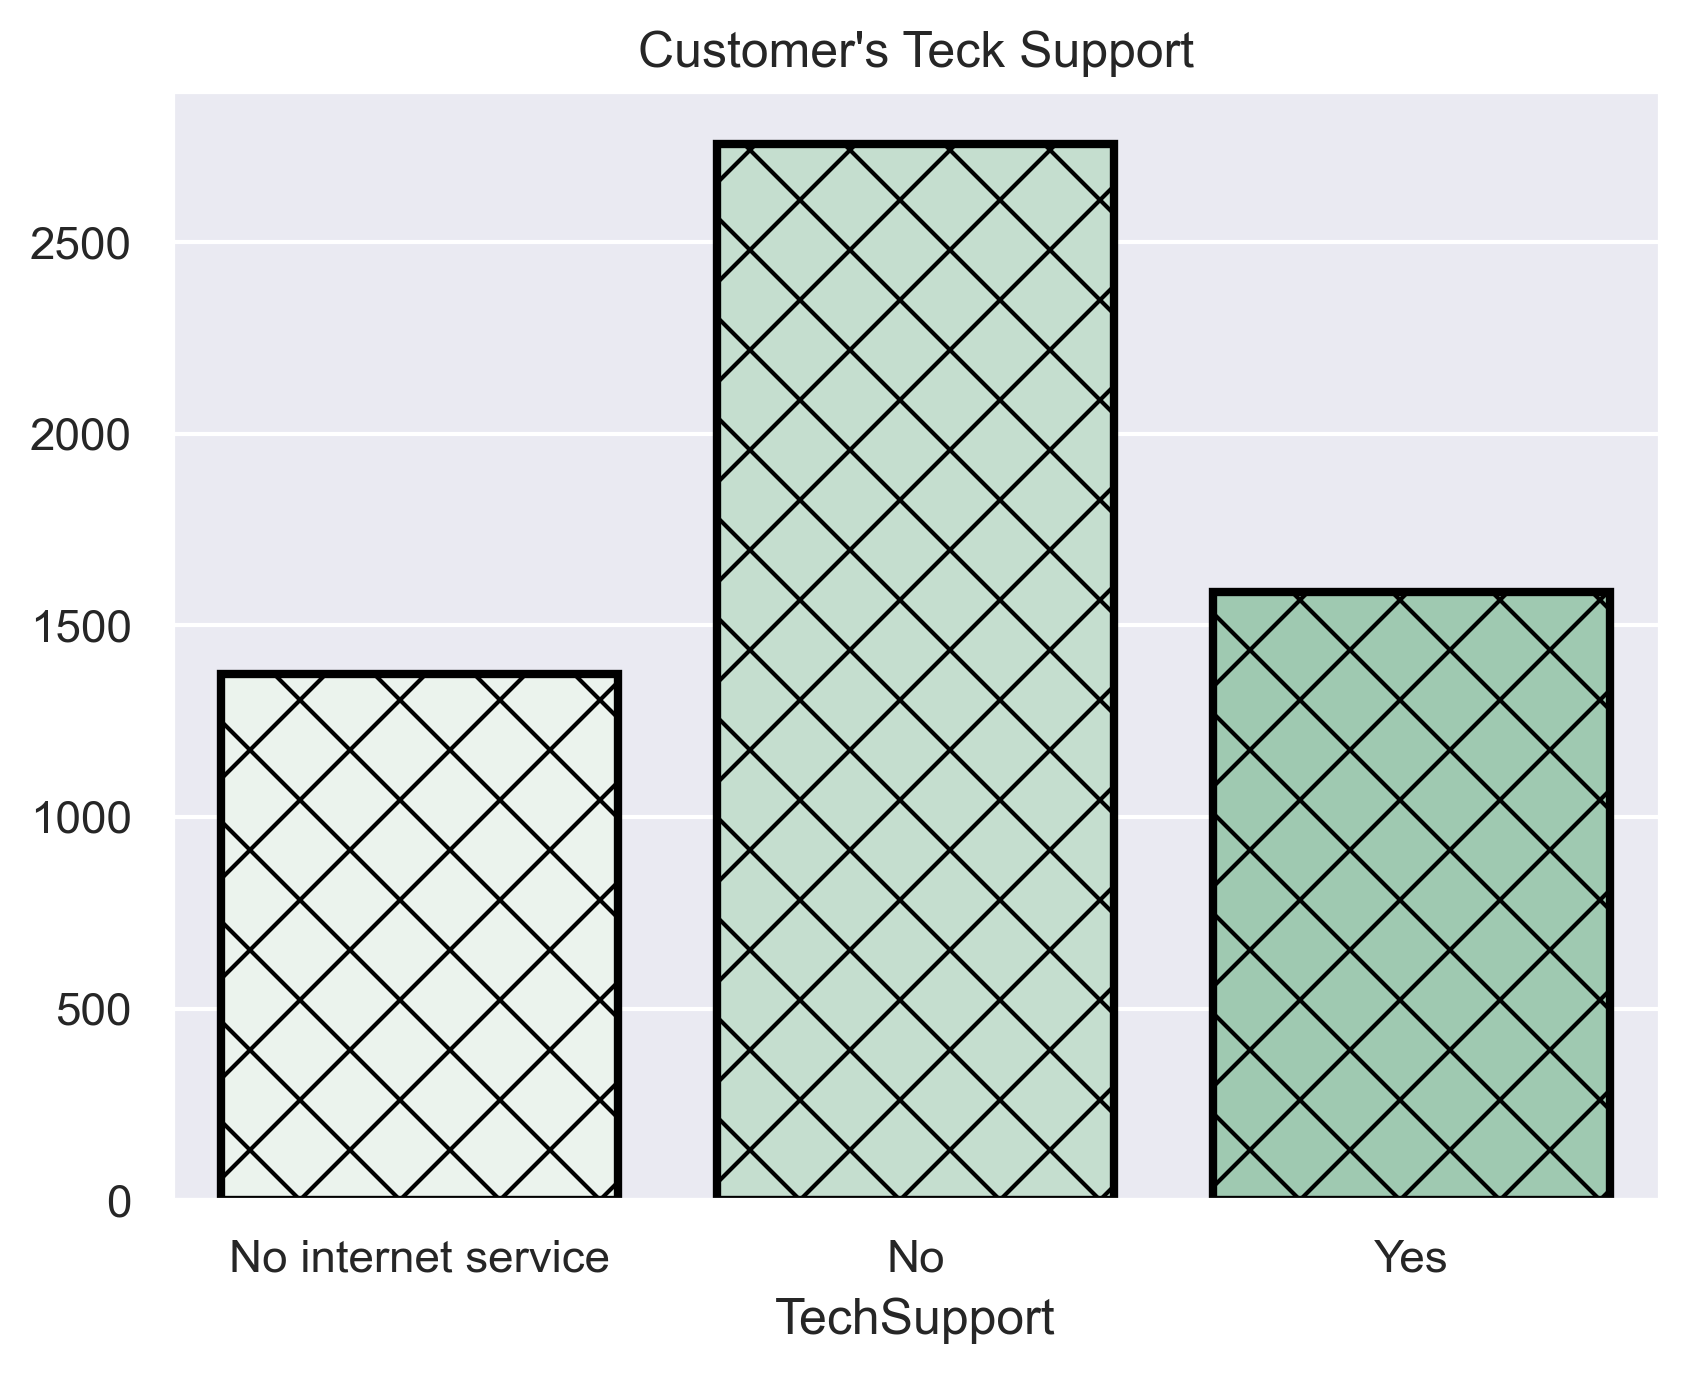 Customer's Teck Support
2500
2000
1500
1000
500
0
No internet service No Yes
TechSupport